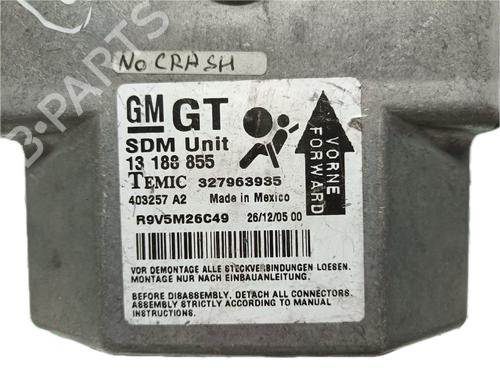 No CRASH
GM GT
SDM Unit
13 188 855
TEMIC 327963935
403257 A2 Made in Mexico
R9V5M26C49 26/12/05 00
VORNE
FORWARD
VOR DEMONTAGE ALLE STECKVERBINDUNGEN LOESEN.
MONTAGE NUR NACH EINBAUANLEITUNG.
BEFORE DISASSEMBLY, DETACH ALL CONNECTORS.
ASSEMBLY STRICTLY ACCORDING TO MANUAL
INSTRUCTIONS.
B-PARTS